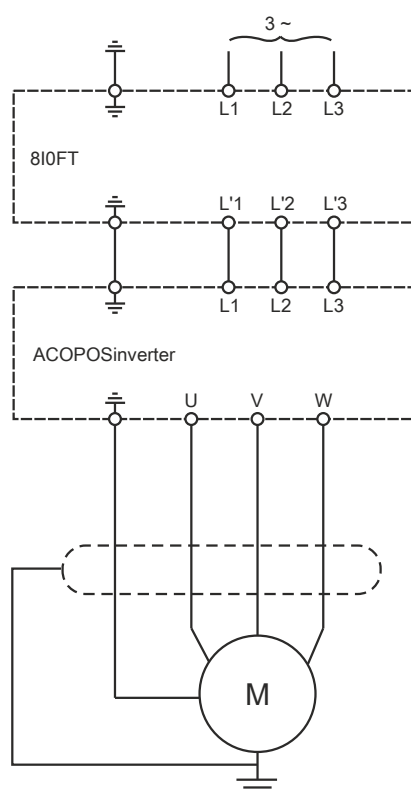 3 ~
L1 L2 L3
8I0FT
L'1 L'2 L'3
L1 L2 L3
ACOPOSinverter
U V W
M